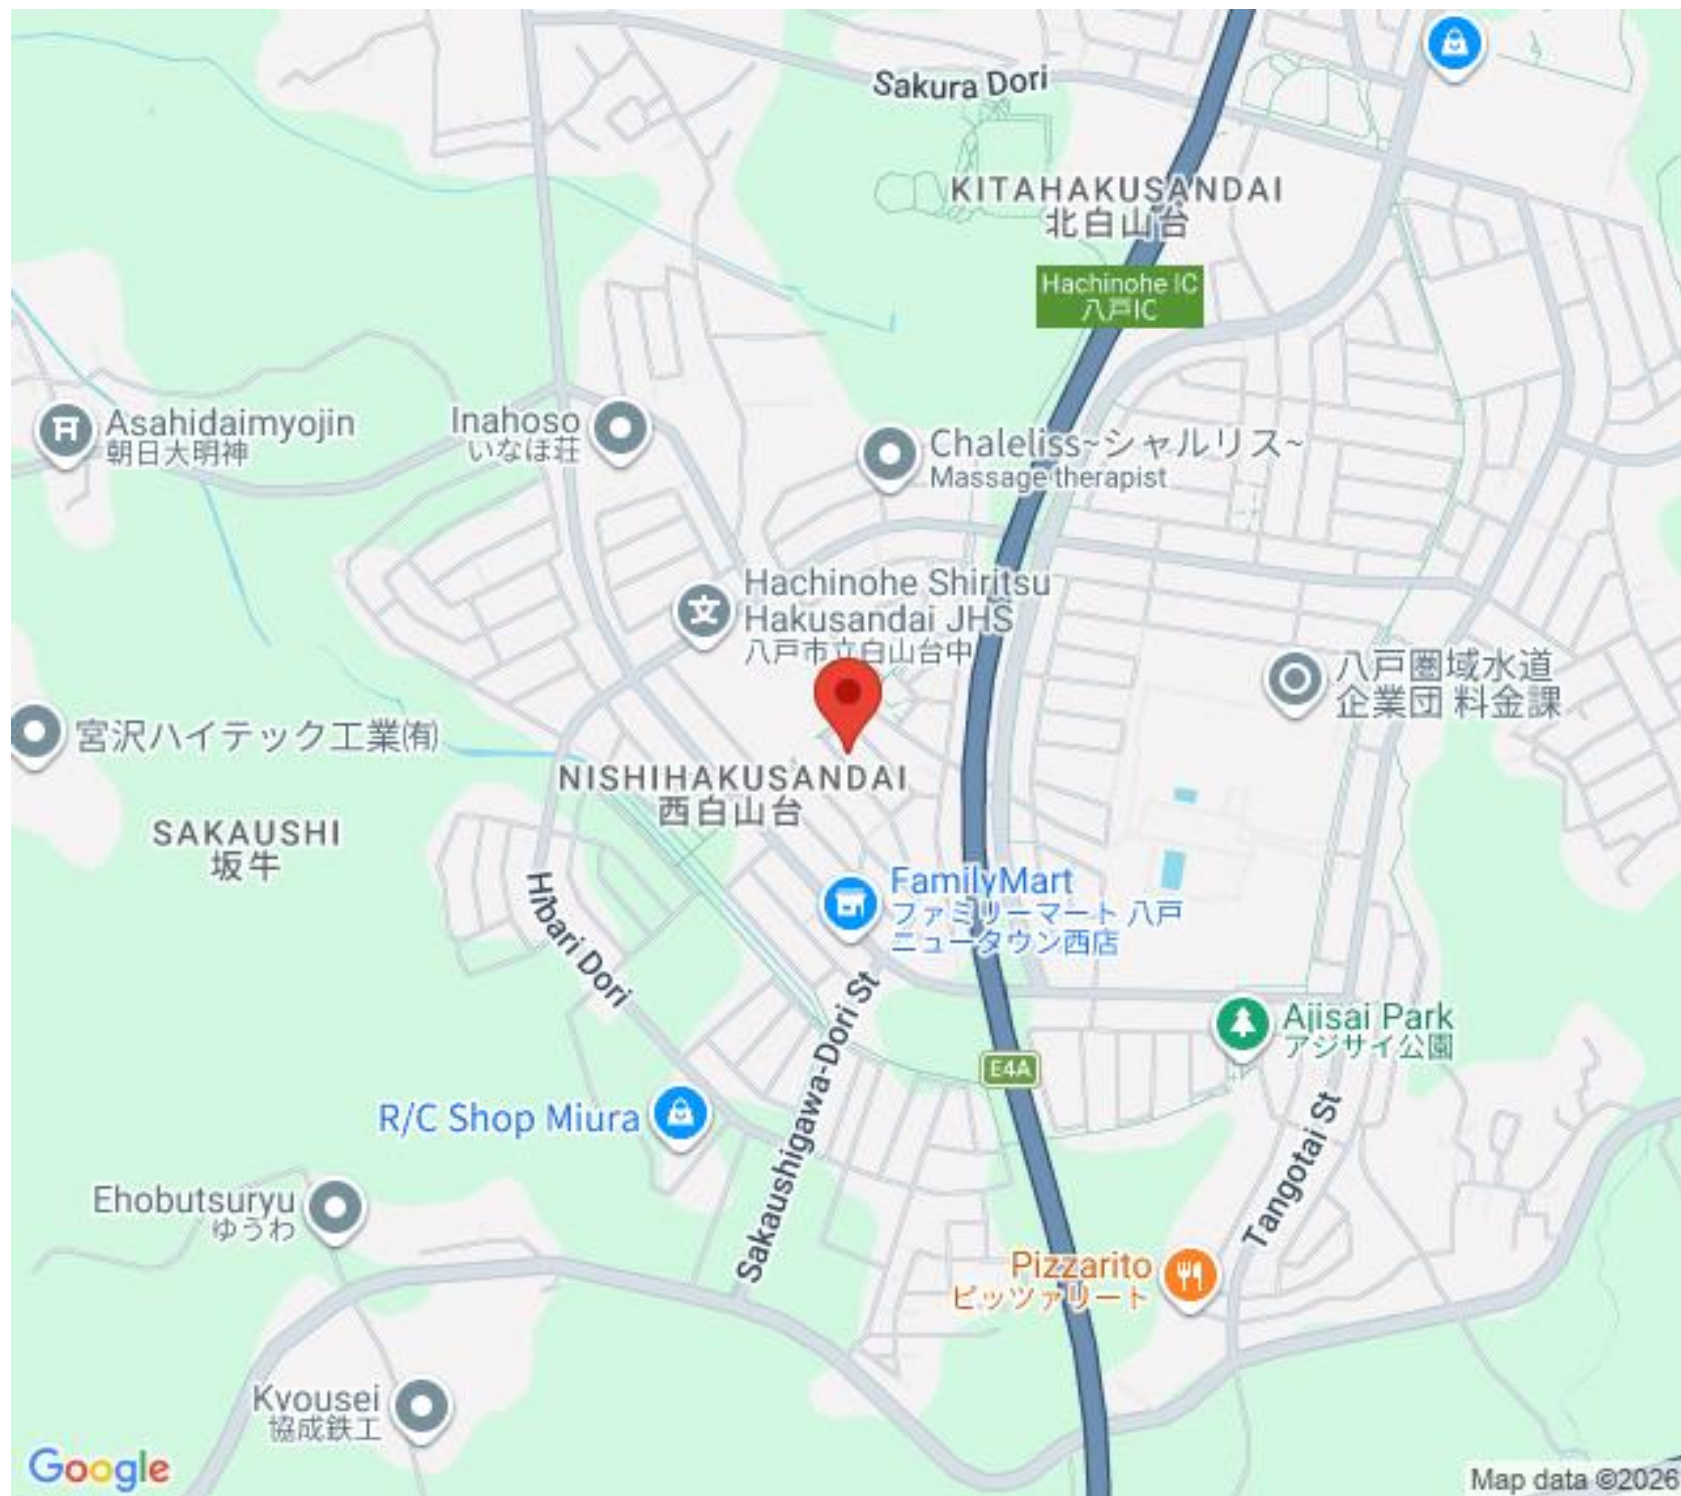 Sakura Dori
KITAHAKUSANDAI
北白山台
Hachinohe IC
八戸IC
Asahidaimyojin
朝日大明神
Inahoso
いなほ荘
Chaleliss~シャルリス~
Massage therapist
Hachinohe Shiritsu
Hakusandai JHS
八戸市立白山台中
八戸圏域水道
企業団 料金課
宮沢ハイテック工業㈲
NISHIHAKUSANDAI
西白山台
SAKAUSHI
坂牛
Hibari Dori
FamilyMart
ファミリーマート 八戸
ニュータウン西店
Sakaushigawa-Dori St
Ajisai Park
アジサイ公園
E4A
R/C Shop Miura
Tangotai St
Ehobutsuryu
ゆうわ
Pizzarito
ピッツァリート
Kyousei
協成鉄工
Google
Map data ©2026